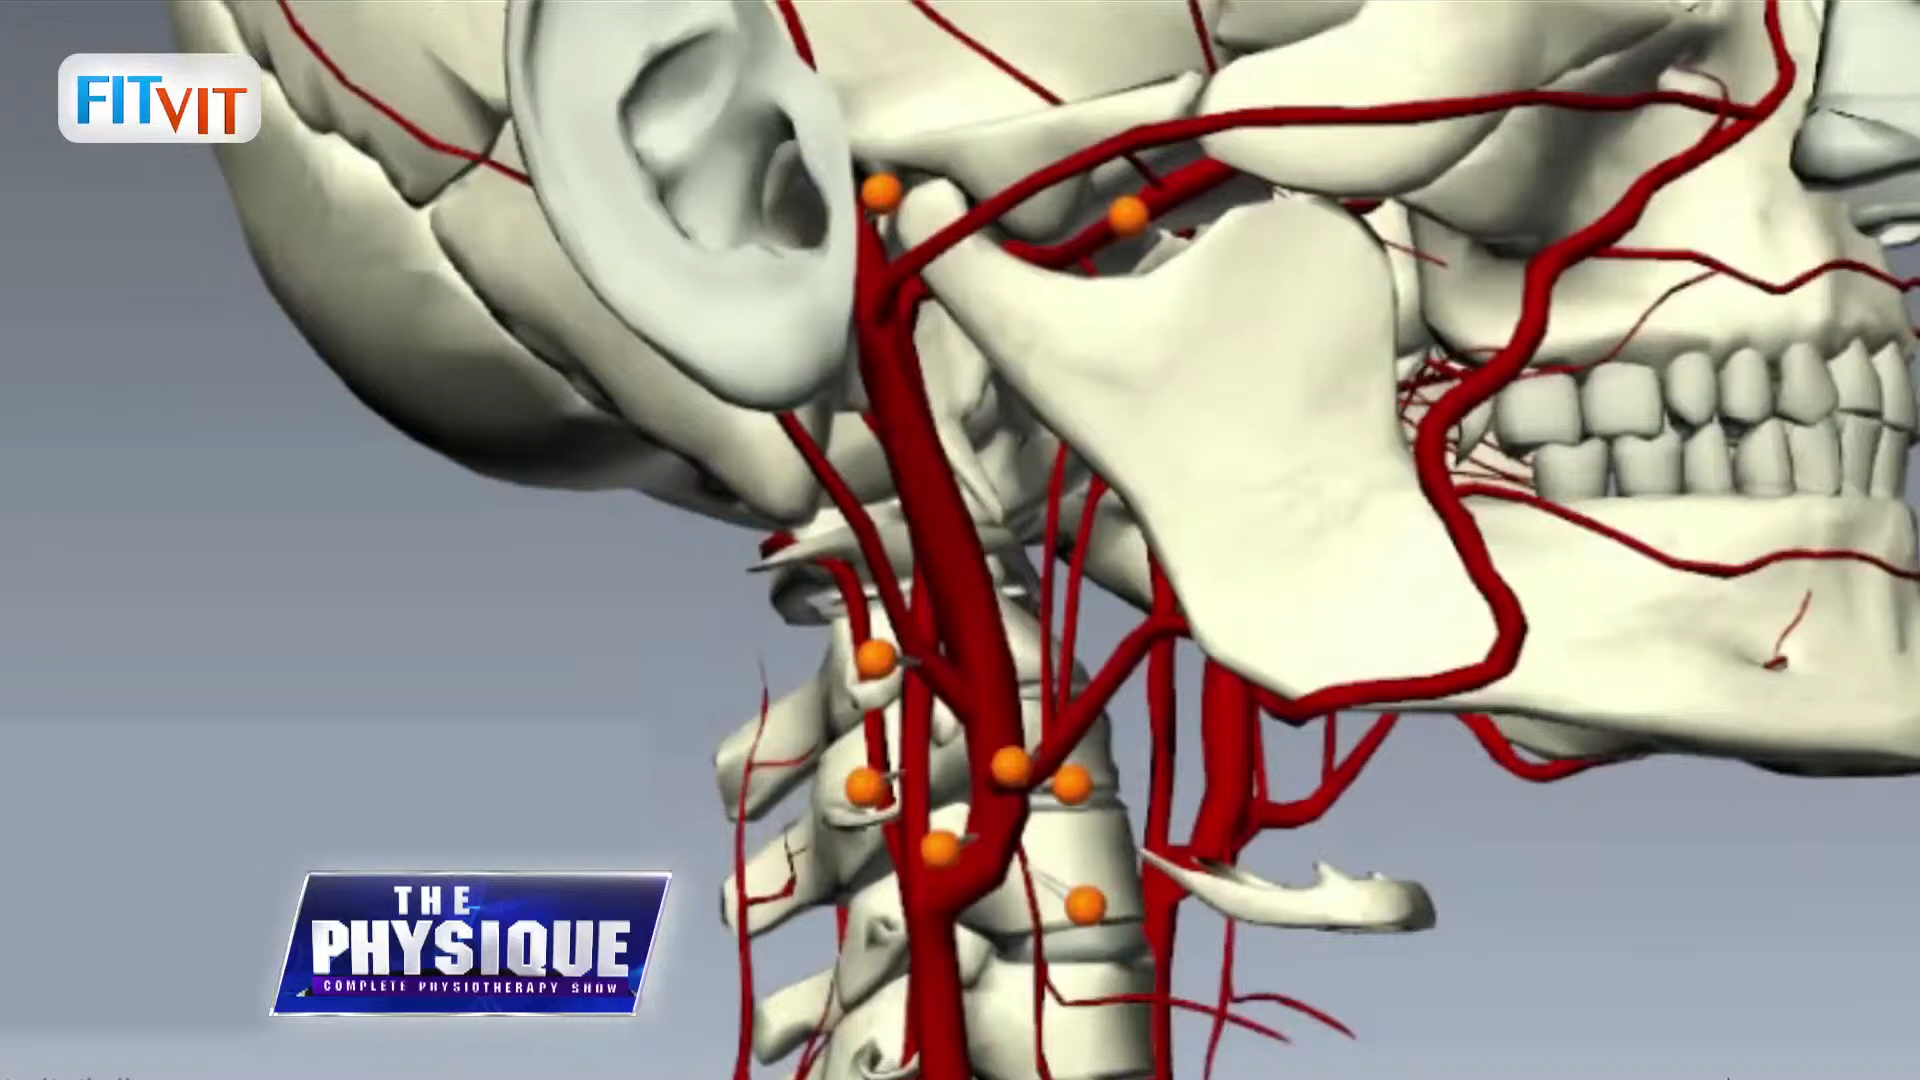 FITVIT
THE
PHYSIQUE
COMPLETE PHYSIOTHERAPY SHOW